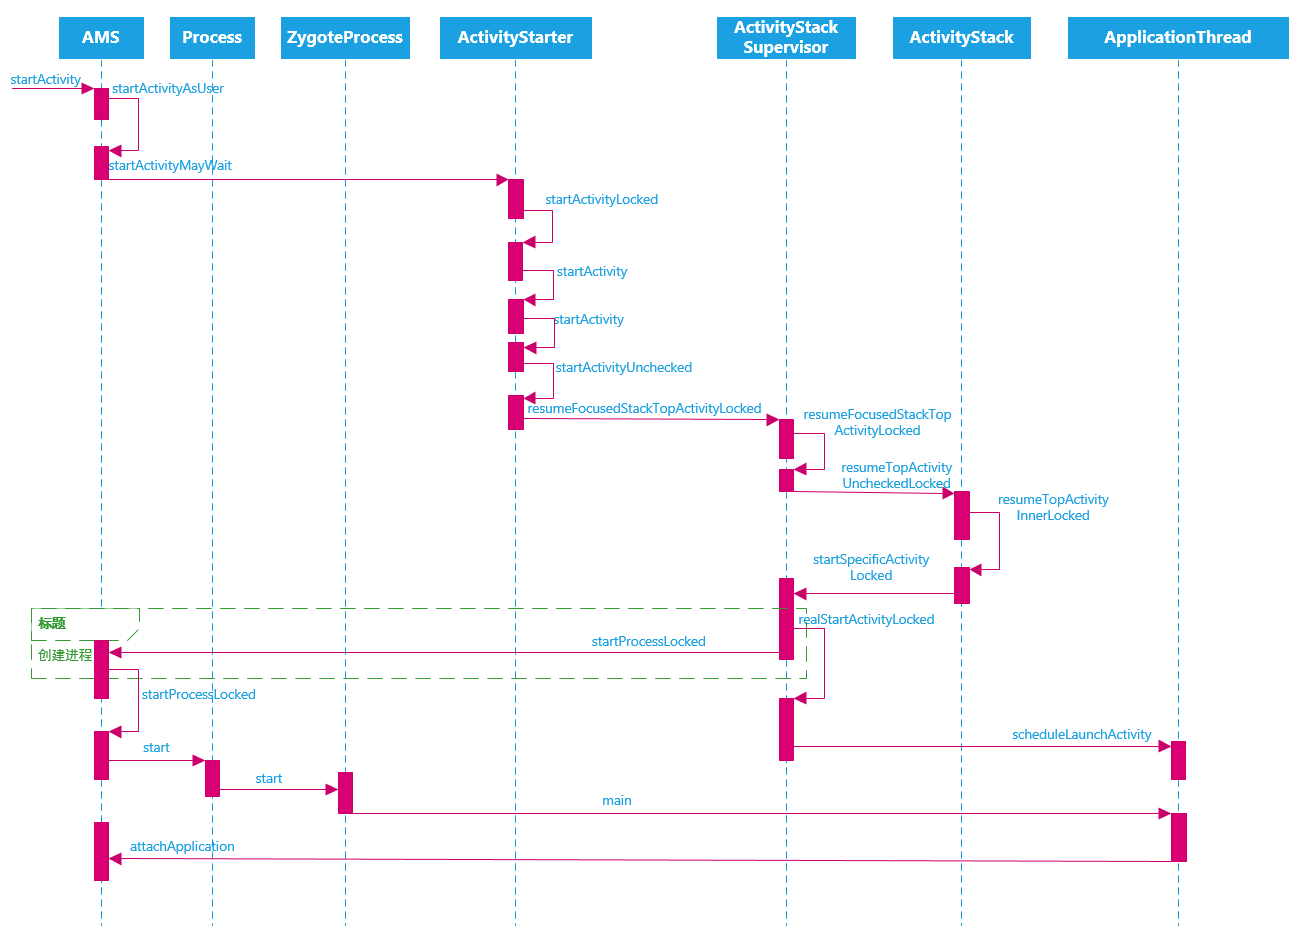 AMS
Process
ZygoteProcess
ActivityStarter
ActivityStack
Supervisor
ActivityStack
ApplicationThread
startActivity
startActivityAsUser
startActivityMayWait
startActivityLocked
startActivity
startActivity
startActivityUnchecked
resumeFocusedStackTopActivityLocked
resumeFocusedStackTop
ActivityLocked
resumeTopActivity
UncheckedLocked
resumeTopActivity
InnerLocked
startSpecificActivity
Locked
标题
realStartActivityLocked
startProcessLocked
创建进程
startProcessLocked
scheduleLaunchActivity
start
start
main
attachApplication